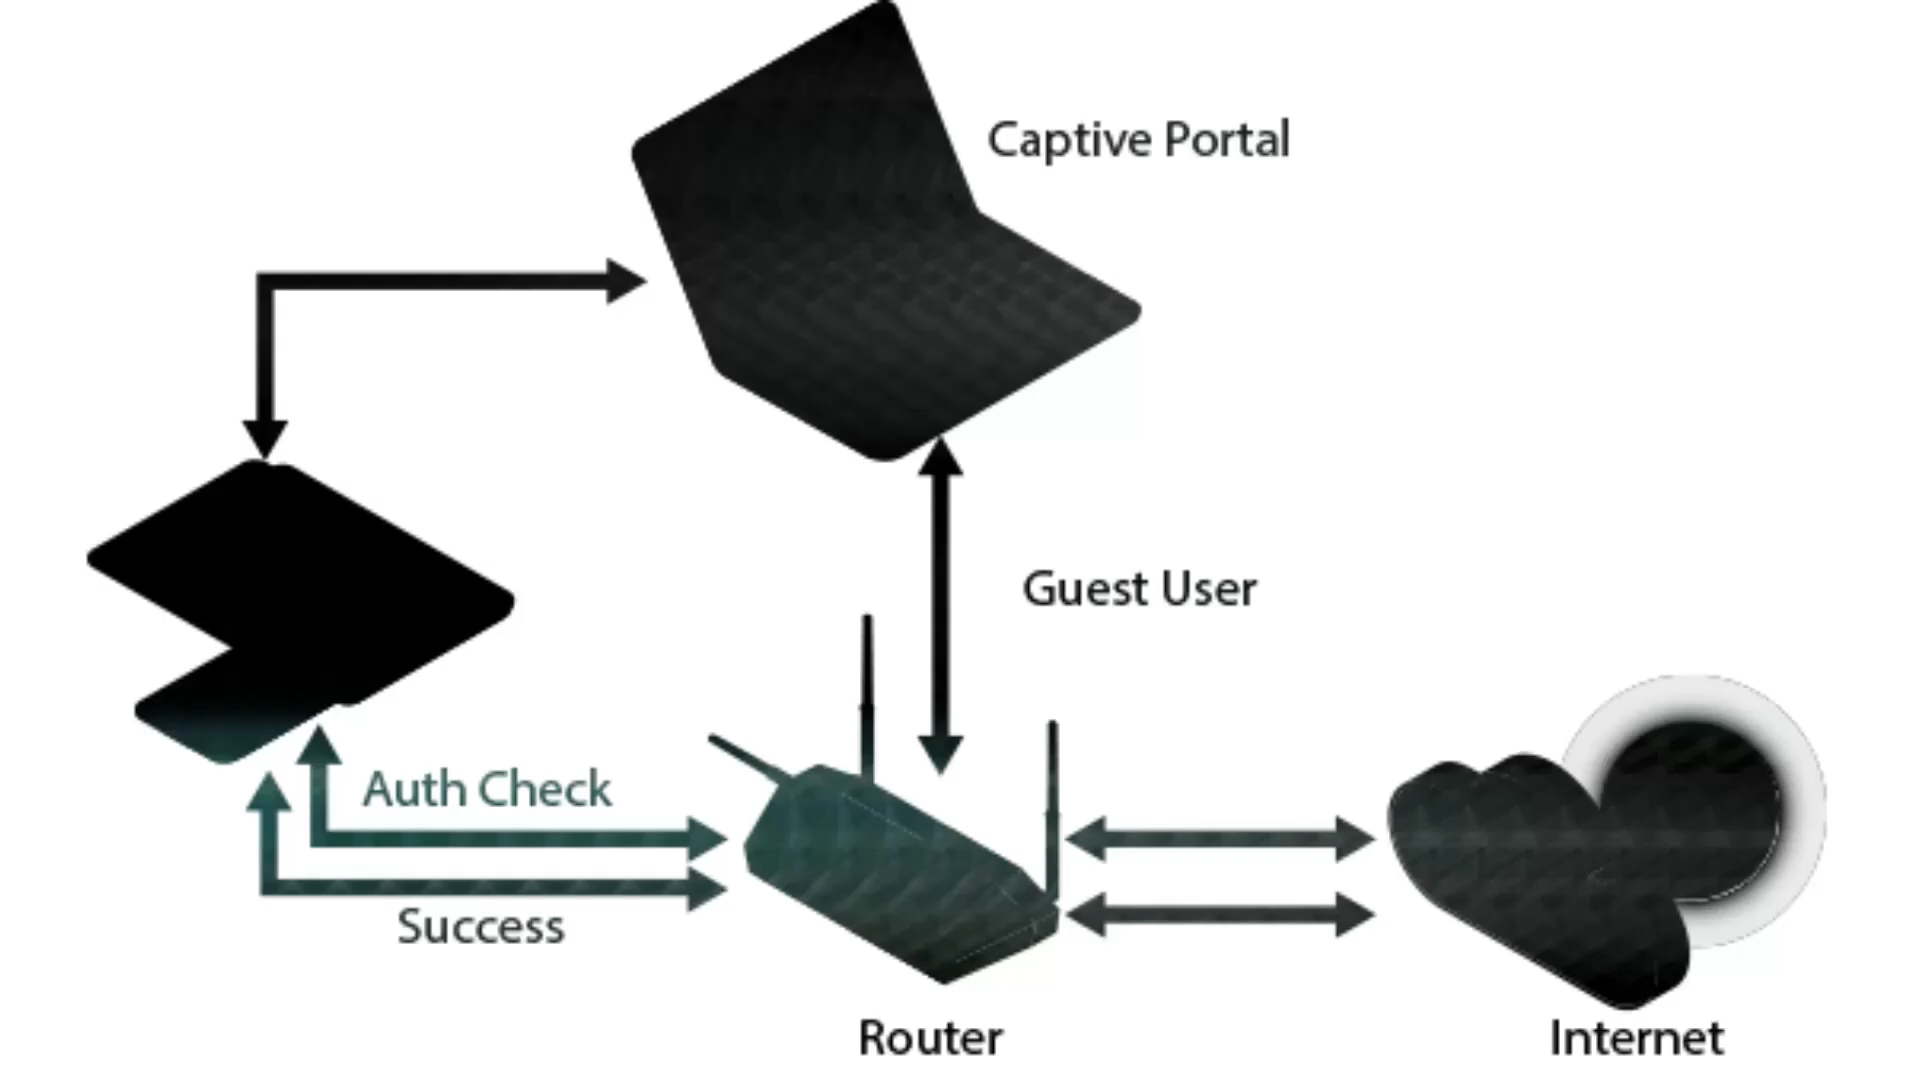 Captive Portal
Guest User
Auth Check
Success
Router
Internet